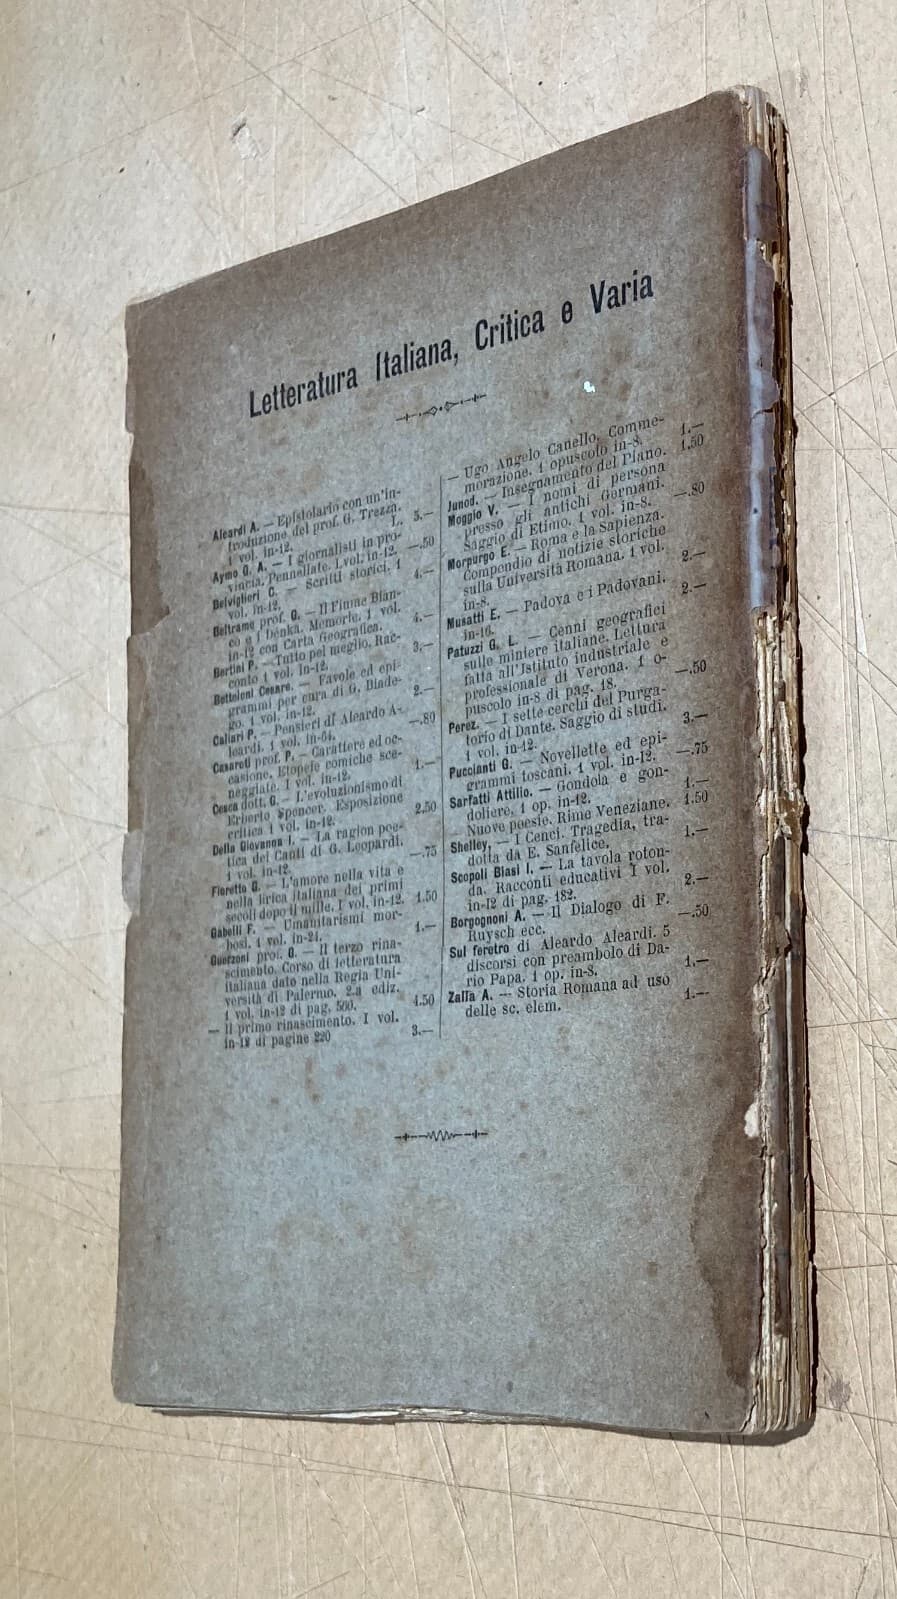 Letteratura Italiana, Critica e Varia
Aleardi A. — Epistolario con un'in-
troduzione del prof. G. Trezza.
1 vol. in-12. L. 5.—
Aymo G. A. — I giornalisti in pro-
vincia. Pennellate. 1.vol. in-12. —.50
Belviglieri C. — Scritti storici. 1
vol. in-12. 4.—
Beltrame prof. G. — Il Fiume Bian-
co e i Dénka. Memorie. 1 vol.
in-12 con Carta Geografica. 4.—
Bertini P. — Tutto pel meglio. Rac-
conto 1 vol. in-12. 3.—
Betteloni Cesare. — Favole ed epi-
grammi per cura di G. Biade-
go. 1 vol. in-12. 2.—
Caliari P. — Pensieri di Aleardo A-
leardi. 1 vol. in-64. —.80
Casaroti prof. P. — Carattere ed oc-
casione. Etopeie comiche sce-
neggiate. 1 vol. in-12. 1.—
Cesca dott. G. — L'evoluzionismo di
Erberto Spencer. Esposizione
critica 1 vol. in-12. 2.50
Della Giovanna I. — La ragion poe-
tica dei Canti di G. Leopardi.
1 vol. in-12. —.75
Fioretto G. — L'amore nella vita e
nella lirica italiana dei primi
secoli dopo il mille. 1 vol. in-12. 1.50
Gabelli F. — Umanitarismi mor-
bosi. 1 vol. in-24. 1.—
Guerzoni prof. G. — Il terzo rina-
scimento. Corso di letteratura
italiana dato nella Regia Uni-
versità di Palermo. 2.a ediz.
1 vol. in-12 di pag. 560. 4.50
— Il primo rinascimento. 1 vol.
in-12 di pagine 220 3.—
— Ugo Angelo Canello. Comme-
morazione. 1 opuscolo in-8. 1.—
Junod. — Insegnamento del Piano. 1.50
Moggio V. — I nomi di persona
presso gli antichi Germani.
Saggio di Etimo. 1 vol. in-8. —.80
Morpurgo E. — Roma e la Sapienza.
Compendio di notizie storiche
sulla Università Romana. 1 vol.
in-8. 2.—
Musatti E. — Padova e i Padovani.
in-16. 2.—
Patuzzi G. L. — Cenni geografici
sulle miniere italiane. Lettura
fatta all'Istituto industriale e
professionale di Verona. 1 o-
puscolo in-8 di pag. 18. —.50
Perez. — I sette cerchi del Purga-
torio di Dante. Saggio di studi.
1 vol. in-12. 3.—
Puccianti G. — Novellette ed epi-
grammi toscani. 1 vol. in-12. —.75
Sarfatti Attilio. — Gondola e gon-
doliere. 1 op. in-12. 1.—
— Nuove poesie. Rime Veneziane. 1.50
Shelley. — I Cenci. Tragedia, tra-
dotta da E. Sanfelice. 1.—
Scopoli Biasi I. — La tavola roton-
da. Racconti educativi 1 vol.
in-12 di pag. 182. 2.—
Borgognoni A. — Il Dialogo di F.
Ruysch ecc. —.50
Sul feretro di Aleardo Aleardi. 5
discorsi con preambolo di Da-
rio Papa. 1 op. in-8. 1.—
Zalla A. — Storia Romana ad uso
delle sc. elem. 1.—